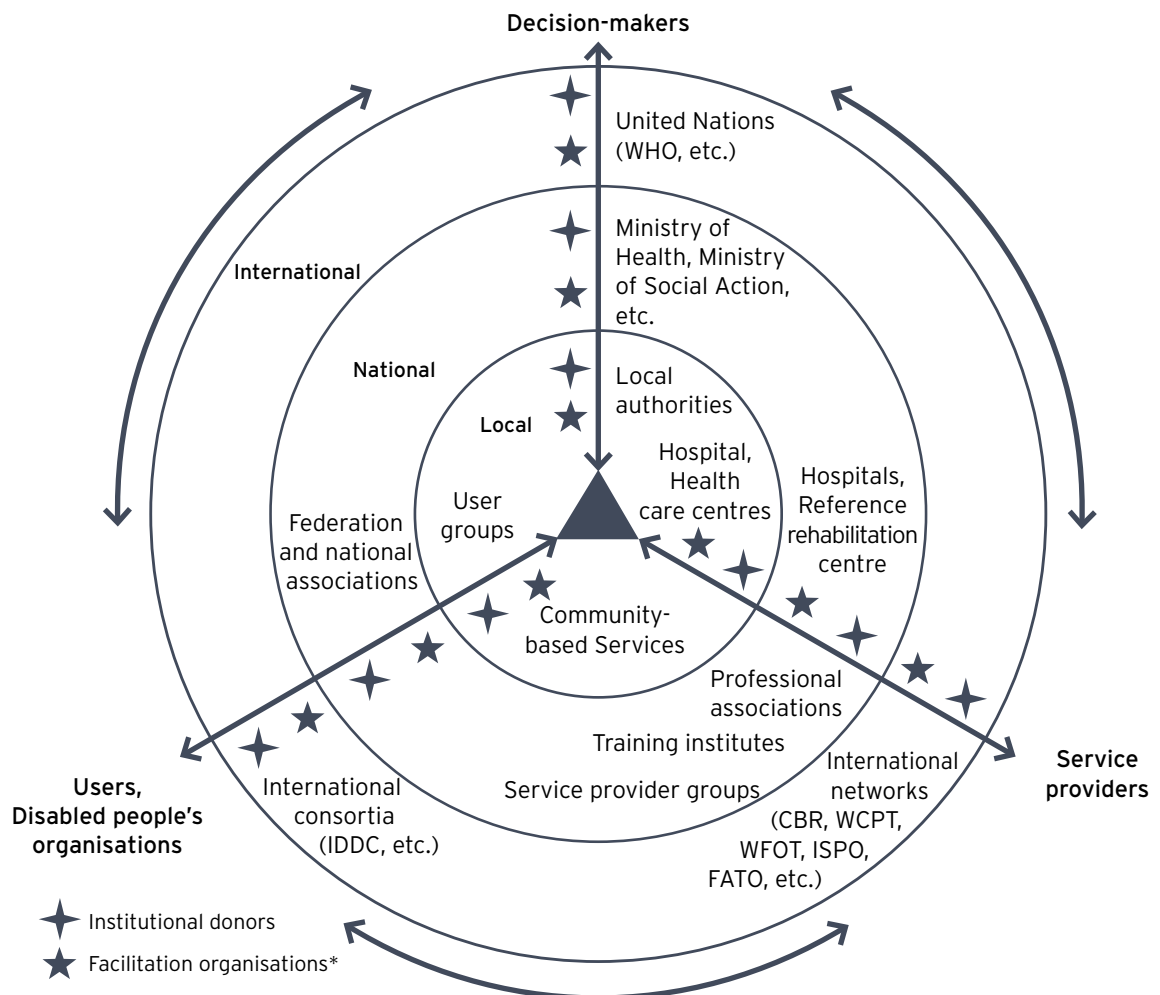 Decision-makers
United Nations
(WHO, etc.)
Ministry of
Health, Ministry
of Social Action,
etc.
International
National
Local
Local
authorities
Hospital,
Health
care centres
Hospitals,
Reference
rehabilitation
centre
User
groups
Federation
and national
associations
Community-
based Services
Professional
associations
Training institutes
Service provider groups
International
networks
(CBR, WCPT,
WFOT, ISPO,
FATO, etc.)
Service
providers
International
consortia
(IDDC, etc.)
Users,
Disabled people's
organisations
Institutional donors
Facilitation organisations*